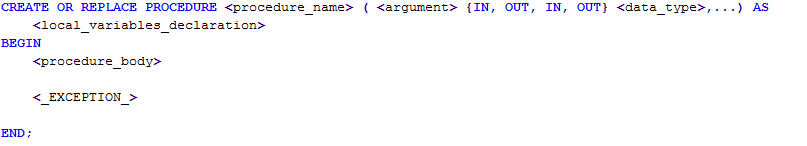 CREATE OR REPLACE PROCEDURE <procedure_name> ( <argument> {IN, OUT, IN, OUT} <data_type>,...) AS
<local_variables_declaration>
BEGIN
<procedure_body>
<_EXCEPTION_>
END;